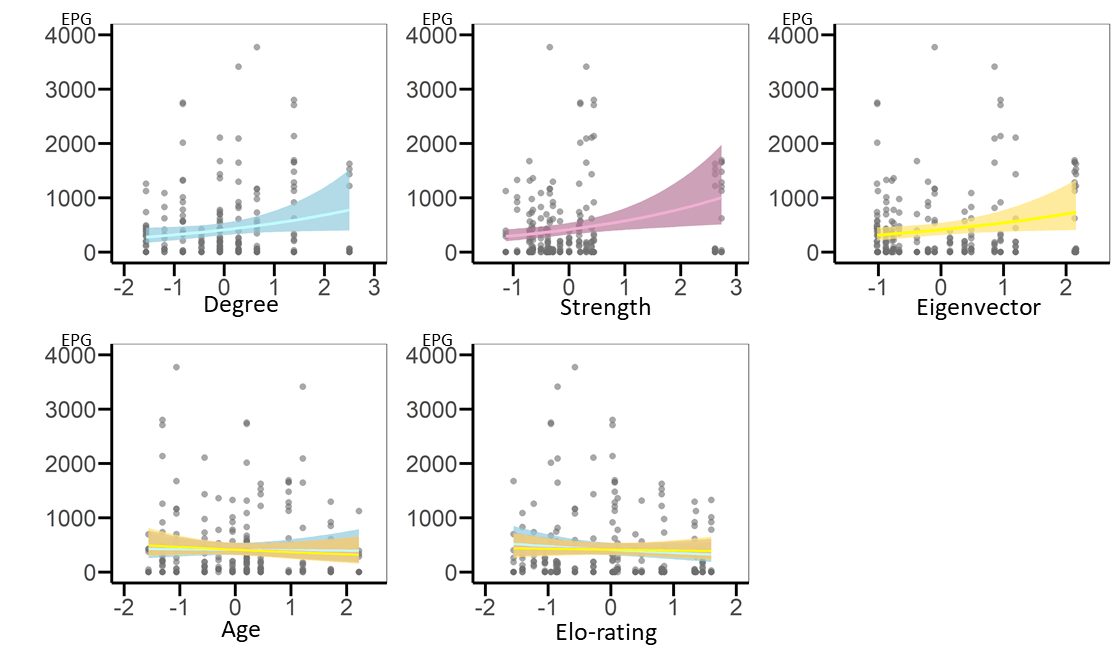 EPG EPG EPG
4000 4000 4000
3000 3000 3000
2000 2000 2000
1000 1000 1000
0 0 0
-2 -1 0 1 2 3 -1 0 1 2 3 -1 0 1 2
Degree Strength Eigenvector
EPG EPG
4000 4000
3000 3000
2000 2000
1000 1000
0 0
-2 -1 0 1 2 -2 -1 0 1 2
Age Elo-rating